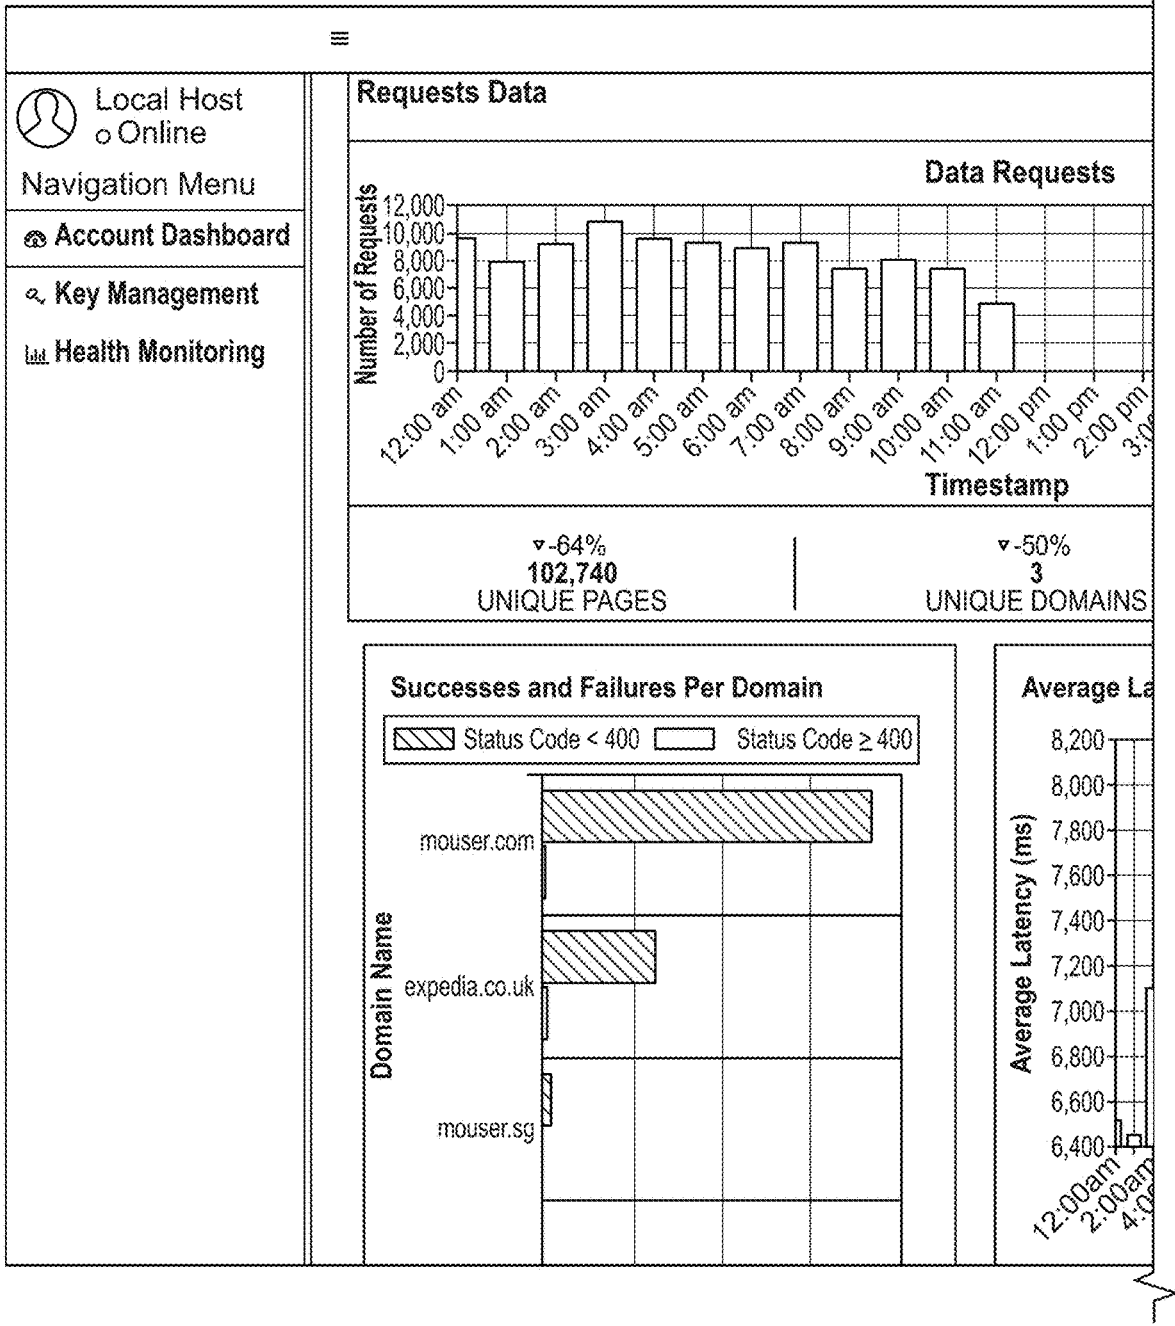 Local Host
Online
Navigation Menu
Account Dashboard
Key Management
Health Monitoring
Requests Data
Data Requests
Number of Requests
12,000
10,000
8,000
6,000
4,000
2,000
0
12:00 am
1:00 am
2:00 am
3:00 am
4:00 am
5:00 am
6:00 am
7:00 am
8:00 am
9:00 am
10:00 am
11:00 am
12:00 pm
1:00 pm
2:00 pm
Timestamp
-64%
102,740
UNIQUE PAGES
-50%
3
UNIQUE DOMAINS
Successes and Failures Per Domain
Status Code < 400
Status Code ≥ 400
Domain Name
mouser.com
expedia.co.uk
mouser.sg
Average La
Average Latency (ms)
8,200
8,000
7,800
7,600
7,400
7,200
7,000
6,800
6,600
6,400
12:00am
2:00am